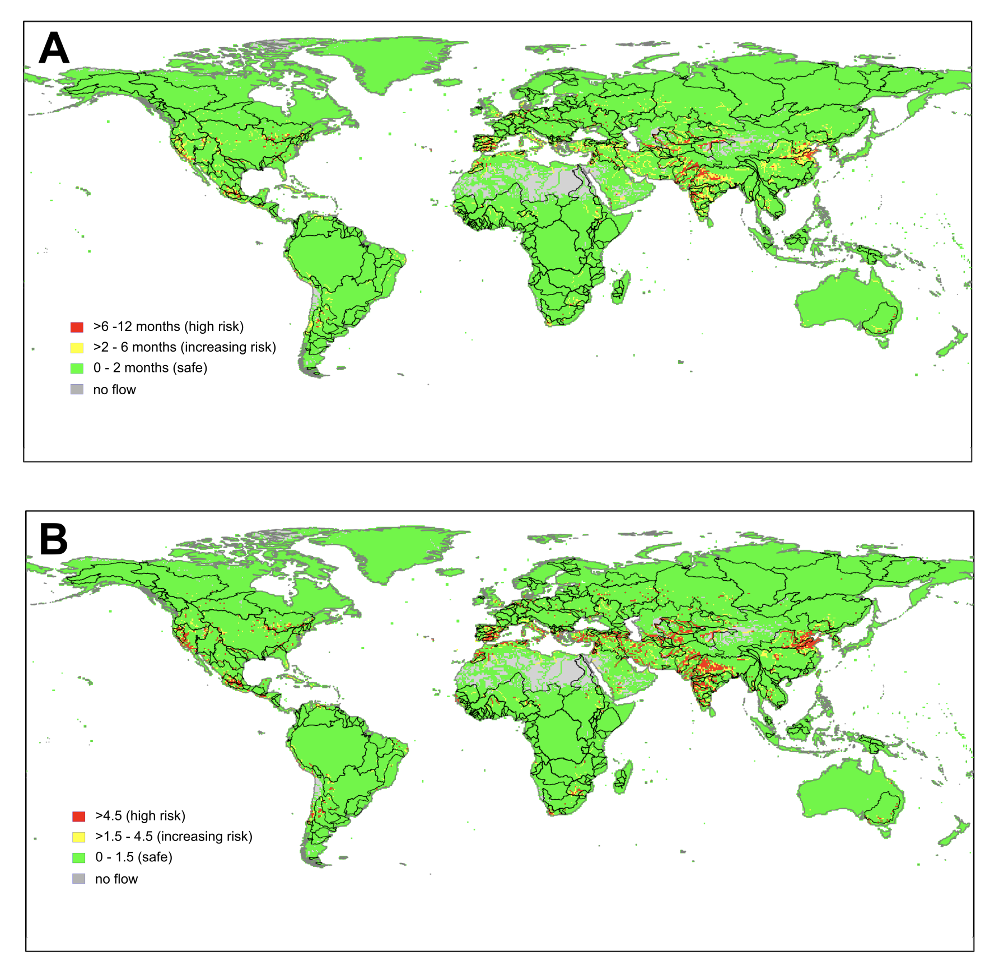 A
>6 -12 months (high risk)
>2 - 6 months (increasing risk)
0 - 2 months (safe)
no flow
B
>4.5 (high risk)
>1.5 - 4.5 (increasing risk)
0 - 1.5 (safe)
no flow